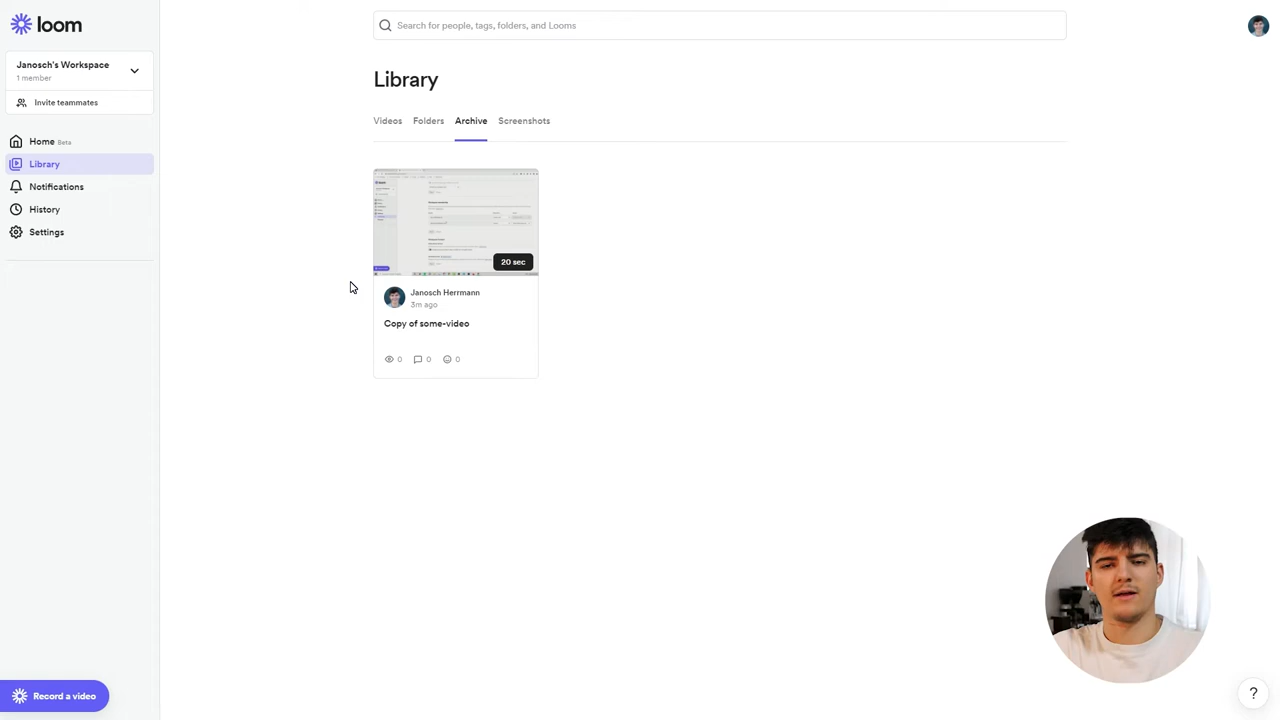 loom
Search for people, tags, folders, and Looms
Janosch's Workspace
1 member
Invite teammates
Home Beta
Library
Notifications
History
Settings
Library
Videos Folders Archive Screenshots
20 sec
Janosch Herrmann
3m ago
Copy of some-video
0 0 0
Record a video
?